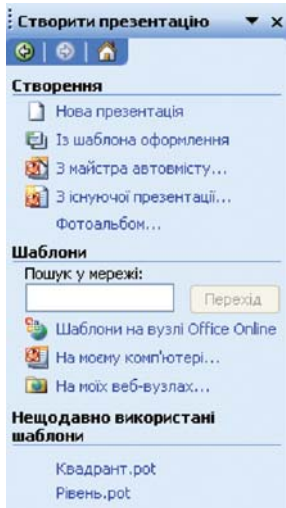 Створити презентацію
Створення
Нова презентація
Із шаблона оформлення
З майстра автовмісту...
З існуючої презентації...
Фотоальбом...
Шаблони
Пошук у мережі:
Перехід
Шаблони на вузлі Office Online
На моєму комп'ютері...
На моїх веб-вузлах...
Нещодавно використані
шаблони
Квадрант.pot
Рівень.pot